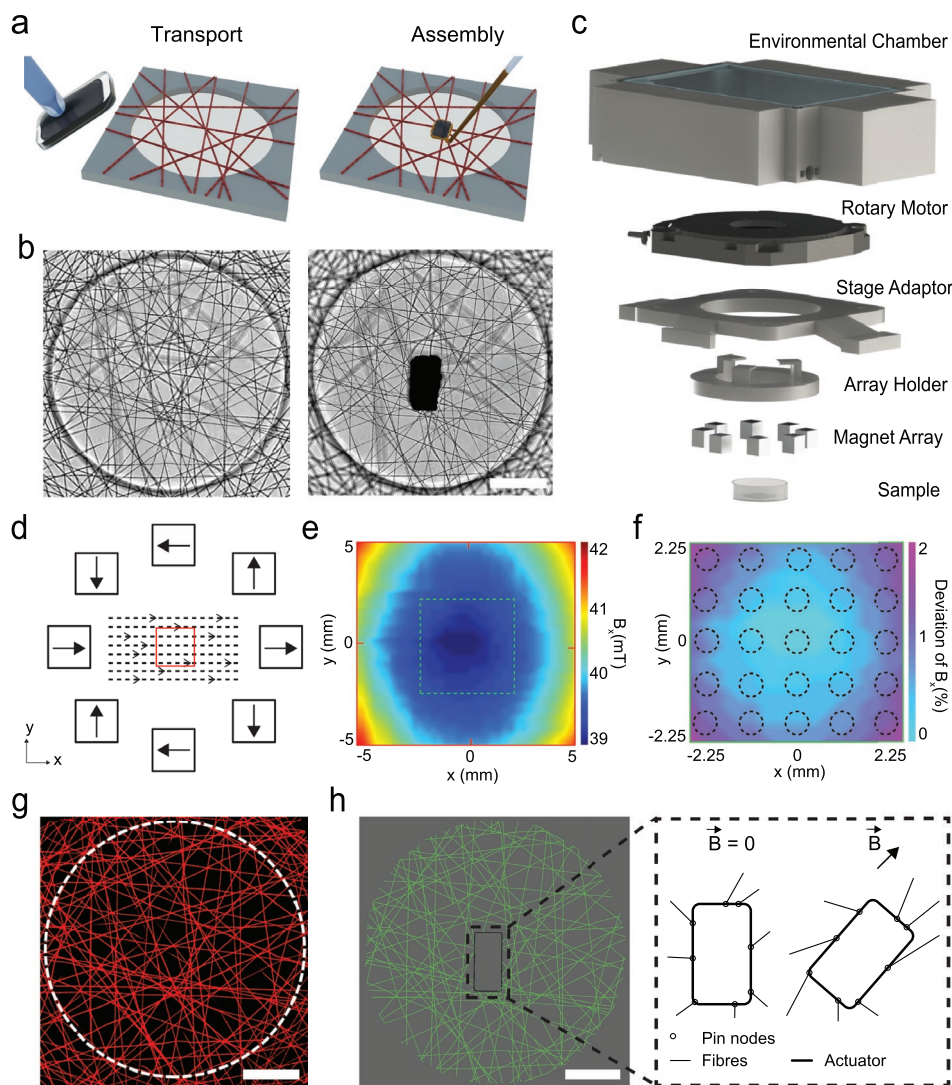 a
Transport
Assembly
b
c
Environmental Chamber
Rotary Motor
Stage Adaptor
Array Holder
Magnet Array
Sample
d
y
x
e
5
0
-5
-5
0
5
y (mm)
x (mm)
42
41
40
39
Bx(mT)
f
2.25
0
-2.25
-2.25
0
2.25
y (mm)
x (mm)
2
1
0
Deviation of Bx(%)
g
h
B = 0
B
Pin nodes
Fibres
Actuator